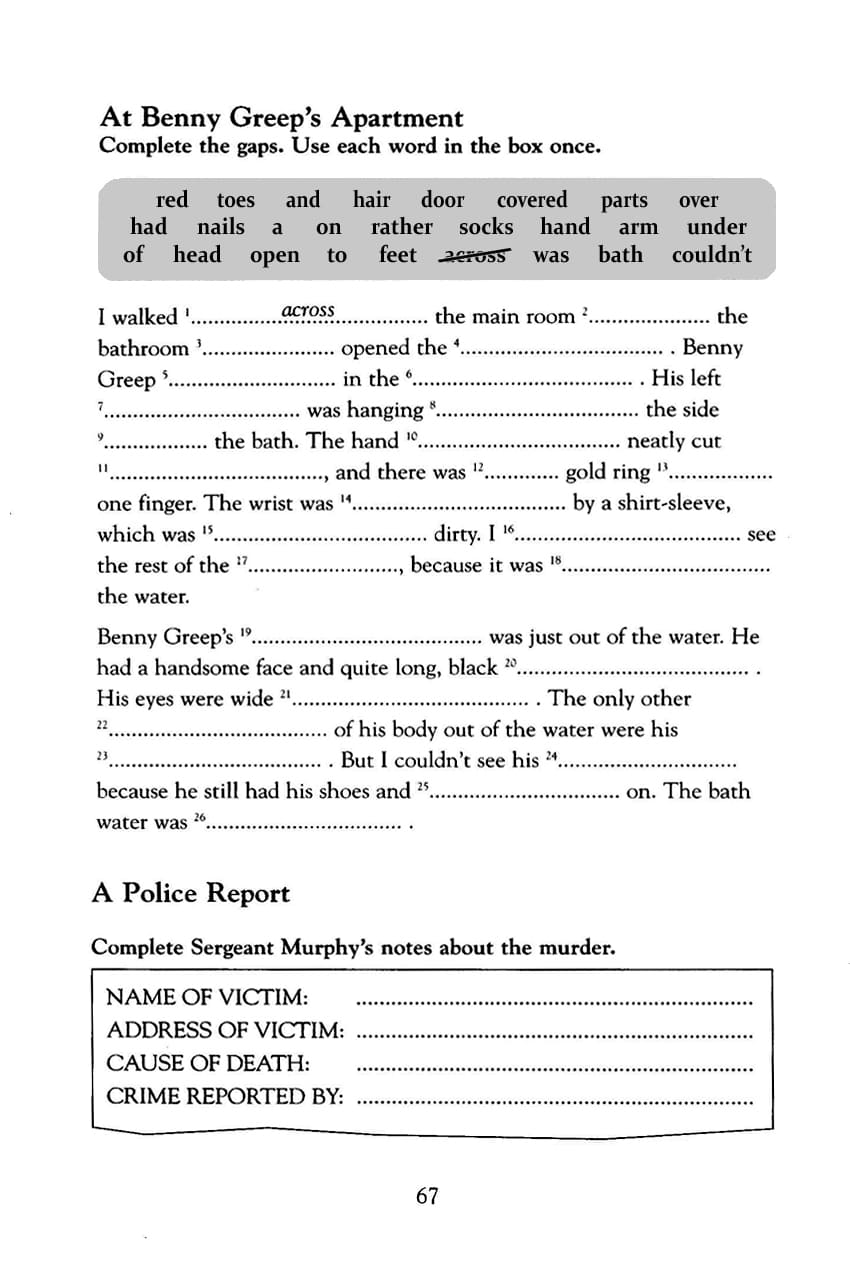 At Benny Greep's Apartment
Complete the gaps. Use each word in the box once.
red toes and hair door covered parts over
had nails a on rather socks hand arm under
of head open to feet across was bath couldn't
I walked 1...............across................ the main room 2..................... the
bathroom 3....................... opened the 4................................... . Benny
Greep 5............................. in the 6...................................... . His left
7.................................. was hanging 8................................... the side
9.................. the bath. The hand 10................................... neatly cut
11....................................., and there was 12............. gold ring 13..................
one finger. The wrist was 14..................................... by a shirt-sleeve,
which was 15..................................... dirty. I 16....................................... see
the rest of the 17.........................., because it was 18....................................
the water.
Benny Greep's 19........................................ was just out of the water. He
had a handsome face and quite long, black 20........................................ .
His eyes were wide 21......................................... . The only other
22...................................... of his body out of the water were his
23..................................... . But I couldn't see his 24...............................
because he still had his shoes and 25................................. on. The bath
water was 26.................................. .
A Police Report
Complete Sergeant Murphy's notes about the murder.
NAME OF VICTIM: ....................................................................
ADDRESS OF VICTIM: ....................................................................
CAUSE OF DEATH: ....................................................................
CRIME REPORTED BY: ....................................................................
67